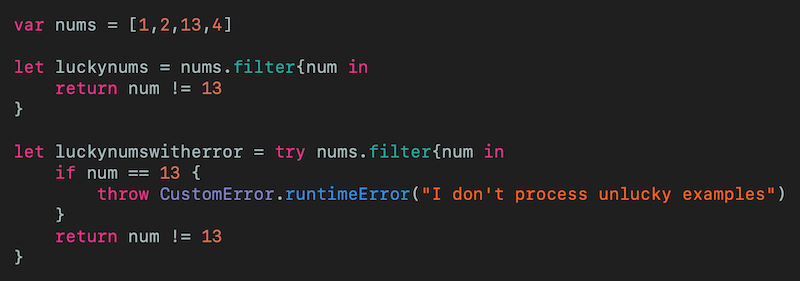 var nums = [1,2,13,4]
let luckynums = nums.filter{num in
return num != 13
}
let luckynumswitherror = try nums.filter{num in
if num == 13 {
throw CustomError.runtimeError("I don't process unlucky examples")
}
return num != 13
}